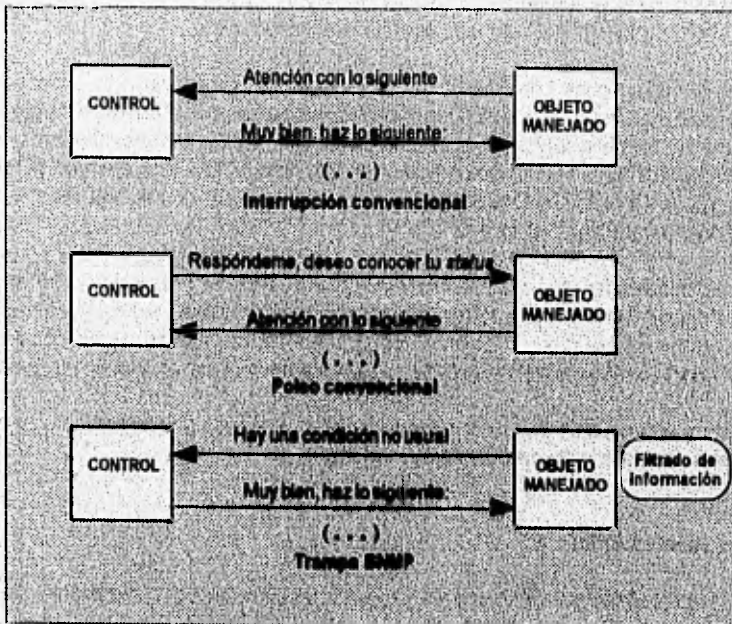 Atención con lo siguiente
CONTROL
OBJETO
MANEJADO
Muy bien, haz lo siguiente
(...)
Interrupción convencional
Respóndeme, deseo conocer tu status
CONTROL
OBJETO
MANEJADO
Atención con lo siguiente
(...)
Poleo convencional
Hay una condición no usual
CONTROL
OBJETO
MANEJADO
Filtrado de
información
Muy bien, haz lo siguiente
(...)
Trampa SNMP